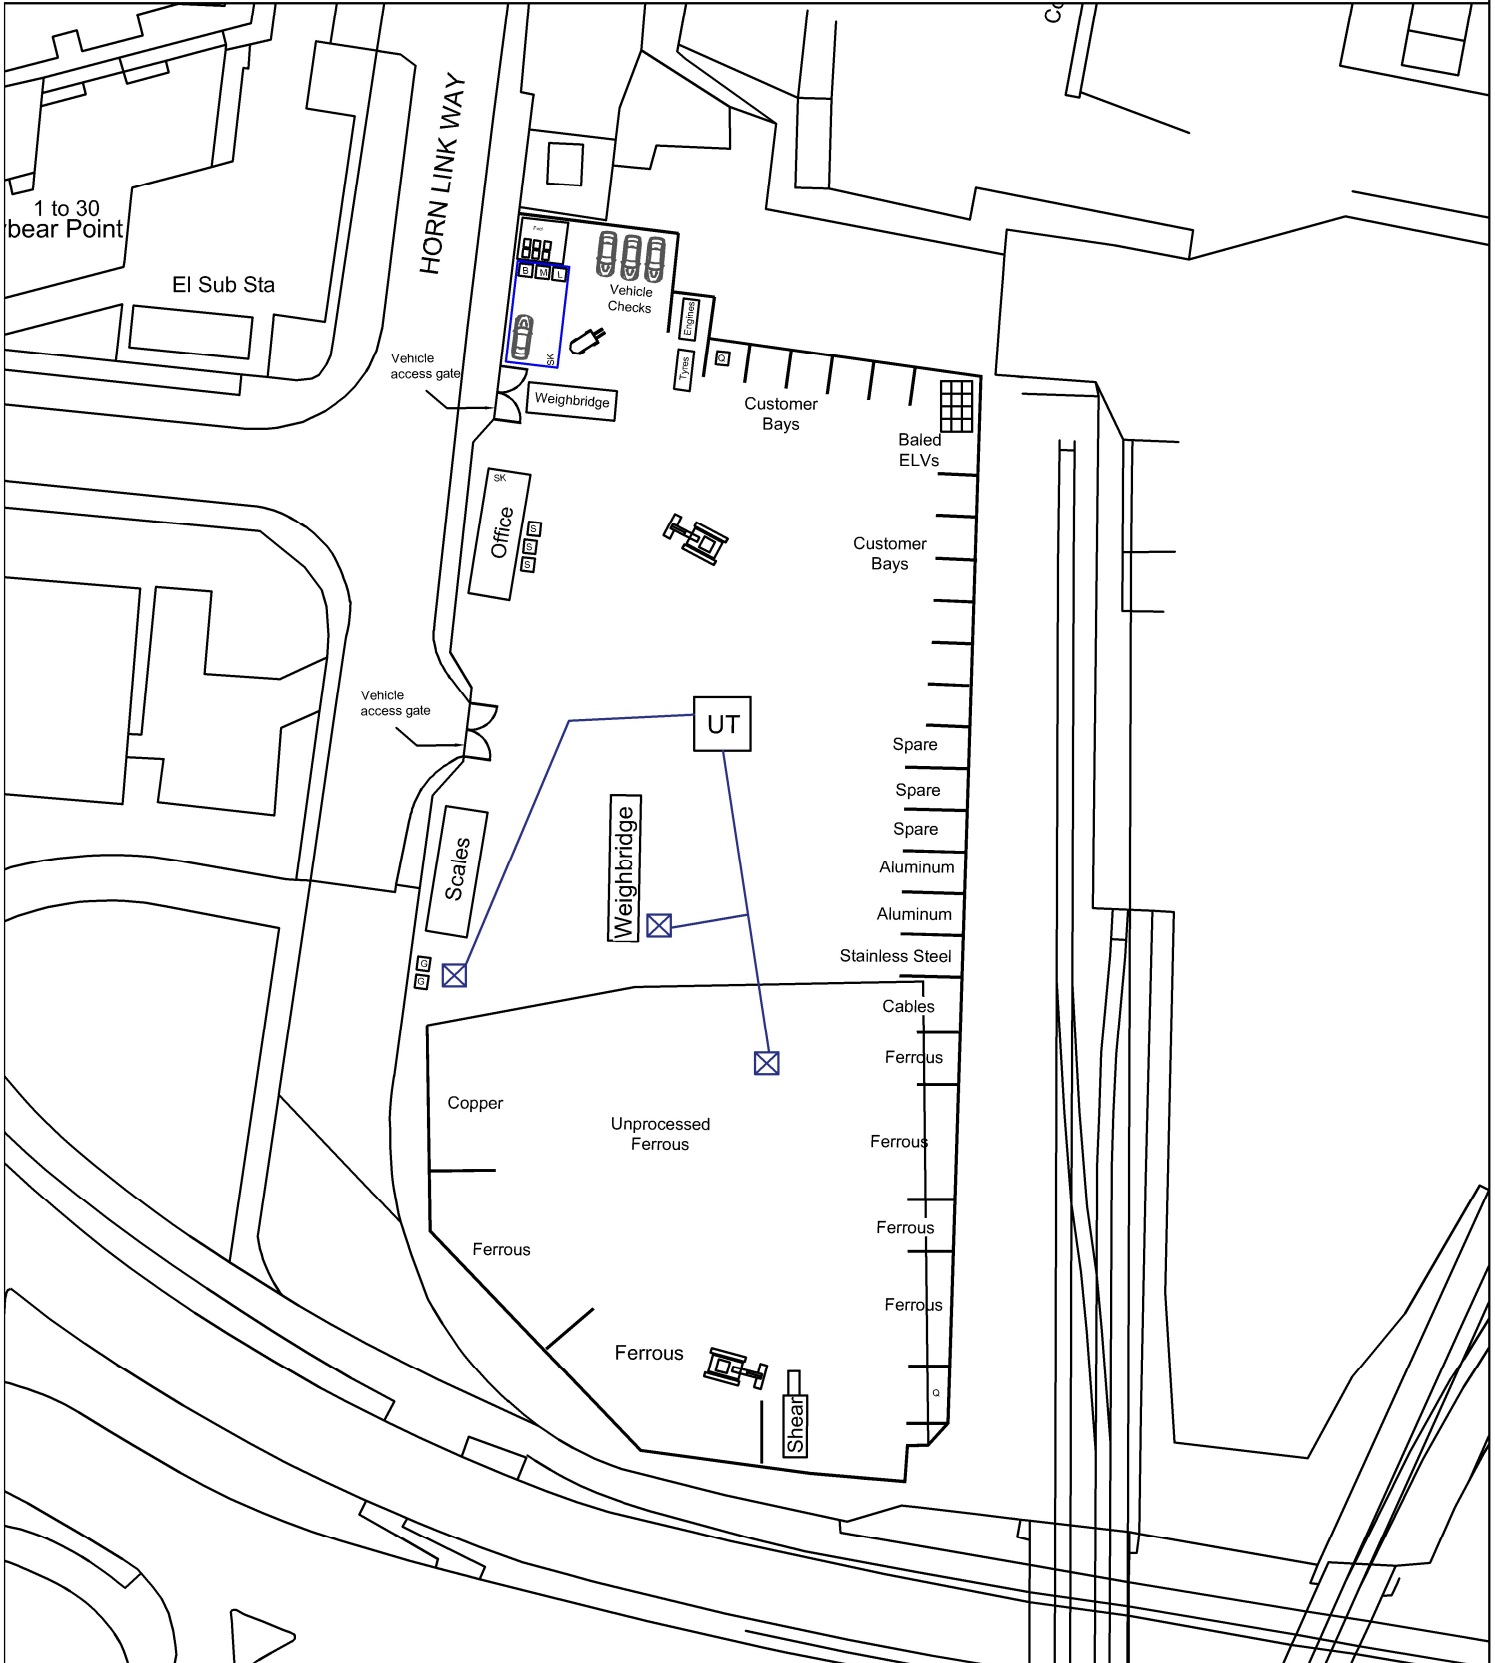 Co
HORN LINK WAY
1 to 30
bear Point
El Sub Sta
Fuel
B M L
SK
Vehicle
Checks
Engines
Tyres
Q
Vehicle
access gate
Weighbridge
Customer
Bays
Baled
ELVs
SK
Office
S
S
S
Customer
Bays
Vehicle
access gate
UT
Spare
Spare
Spare
Aluminum
Aluminum
Stainless Steel
Scales
Weighbridge
G
G
Cables
Ferrous
Copper
Unprocessed
Ferrous
Ferrous
Ferrous
Ferrous
Ferrous
Ferrous
Q
Shear